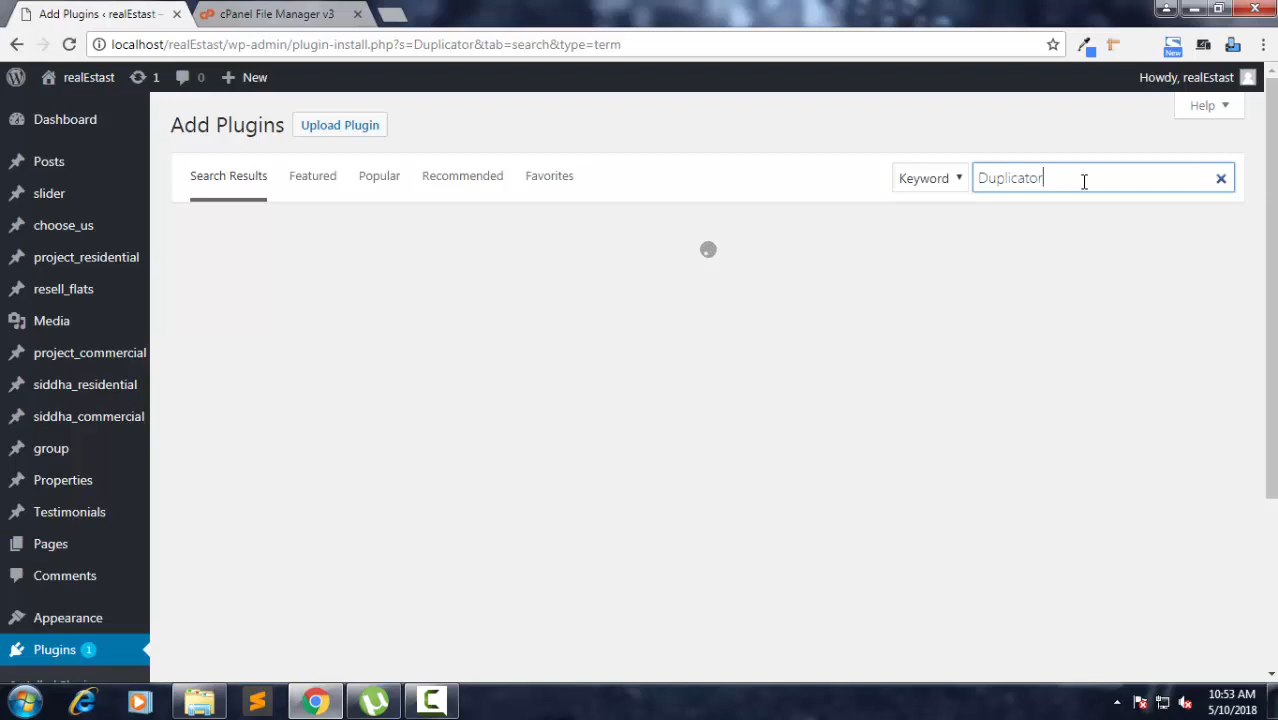 Add Plugins ‹ realEstast –
cPanel File Manager v3
localhost/realEstast/wp-admin/plugin-install.php?s=Duplicator&tab=search&type=term
New
realEstast
1
0
New
Howdy, realEstast
Help
Dashboard
Posts
slider
choose_us
project_residential
resell_flats
Media
project_commercial
siddha_residential
siddha_commercial
group
Properties
Testimonials
Pages
Comments
Appearance
Plugins 1
Add Plugins
Upload Plugin
Search Results
Featured
Popular
Recommended
Favorites
Keyword
Duplicator
10:53 AM
5/10/2018